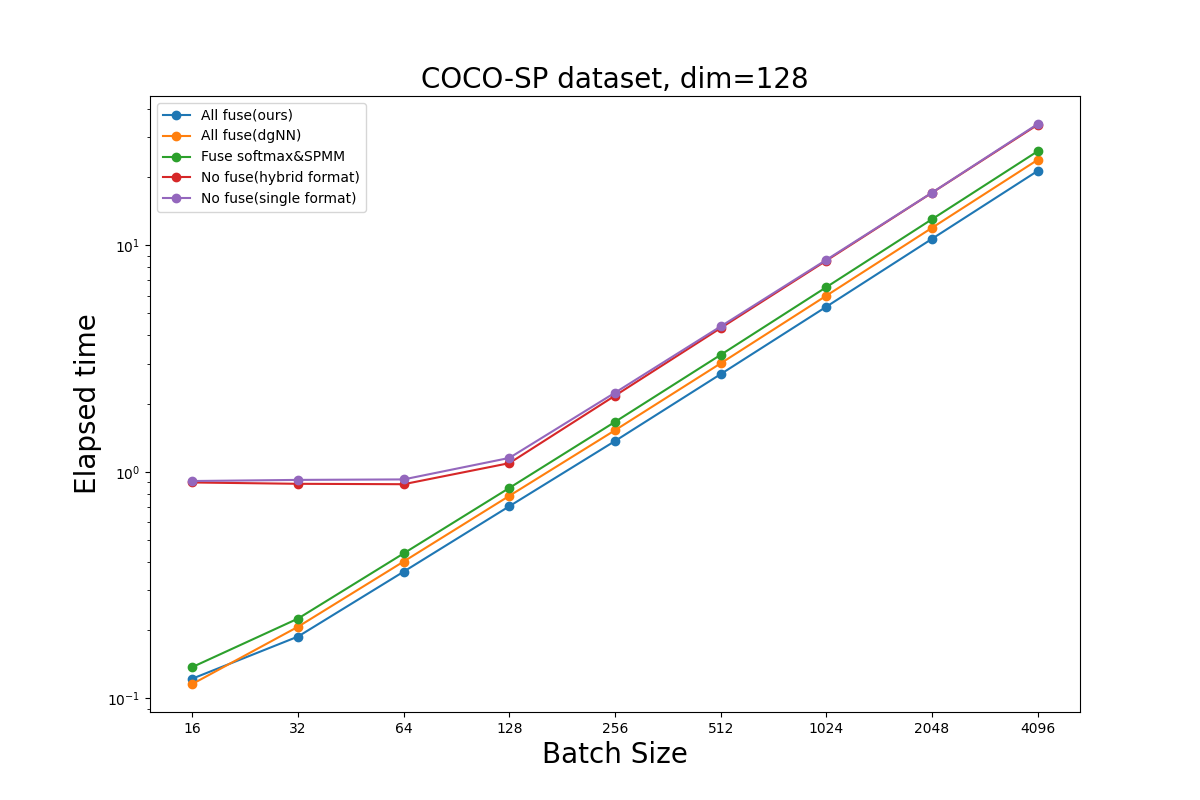 COCO-SP dataset, dim=128
All fuse(ours)
All fuse(dgNN)
Fuse softmax&SPMM
No fuse(hybrid format)
No fuse(single format)
Elapsed time
10¹
10⁰
10⁻¹
16 32 64 128 256 512 1024 2048 4096
Batch Size